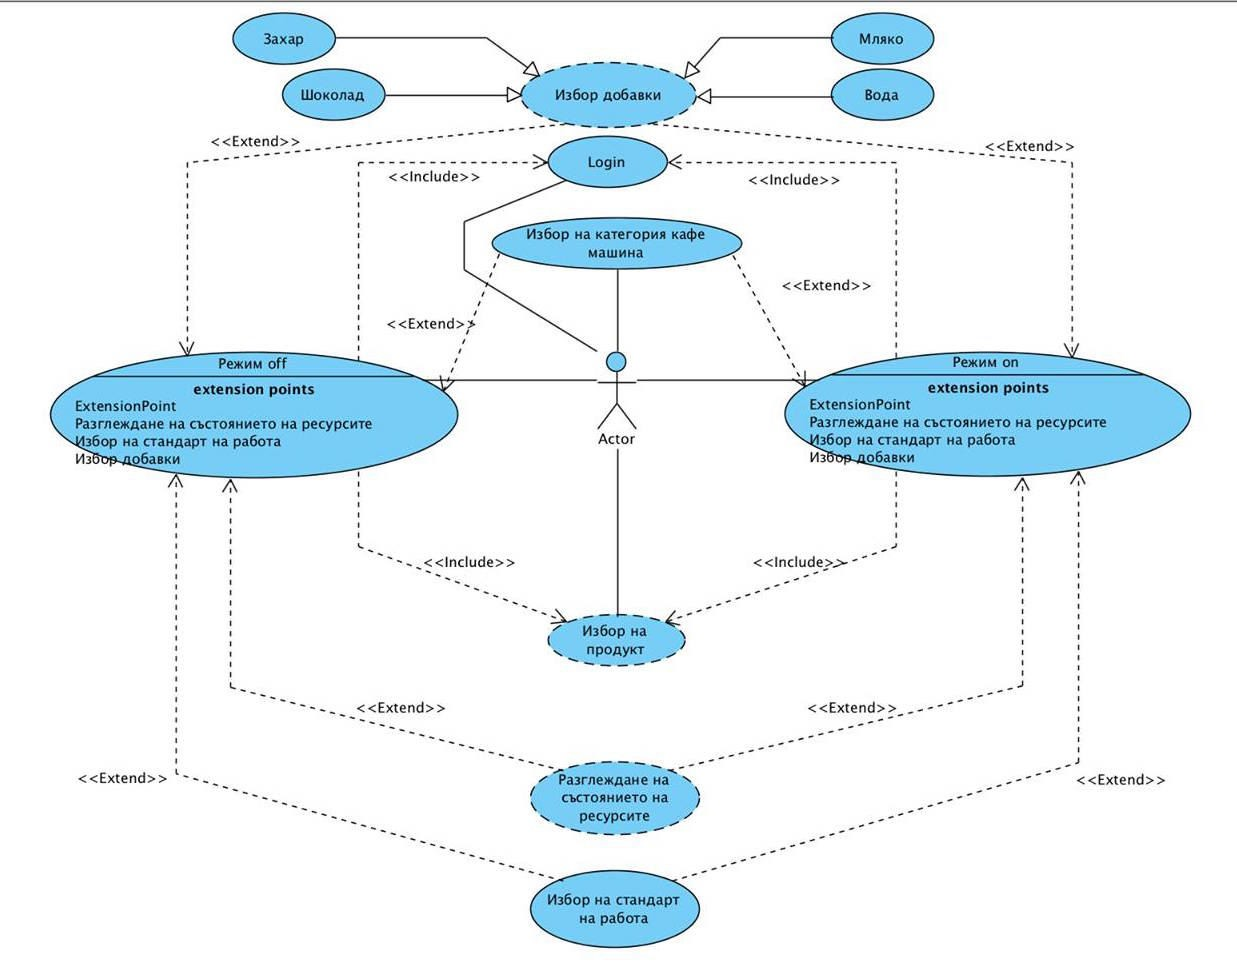 Захар
Мляко
Шоколад
Избор добавки
Вода
<<Extend>>
<<Extend>>
Login
<<Include>>
<<Include>>
Избор на категория кафе
машина
<<Extend>>
<<Extend>>
Режим off
extension points
ExtensionPoint
Разглеждане на състоянието на ресурсите
Избор на стандарт на работа
Избор добавки
Режим on
extension points
ExtensionPoint
Разглеждане на състоянието на ресурсите
Избор на стандарт на работа
Избор добавки
Actor
<<Include>>
<<Include>>
Избор на
продукт
<<Extend>>
<<Extend>>
<<Extend>>
<<Extend>>
Разглеждане на
състоянието на
ресурсите
Избор на стандарт
на работа